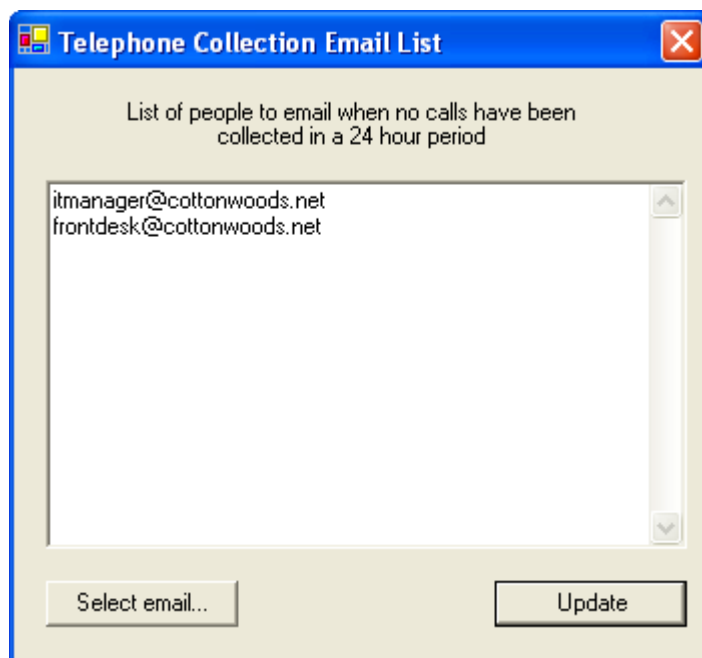 Telephone Collection Email List
List of people to email when no calls have been
collected in a 24 hour period
itmanager@cottonwoods.net
frontdesk@cottonwoods.net
Select email...
Update